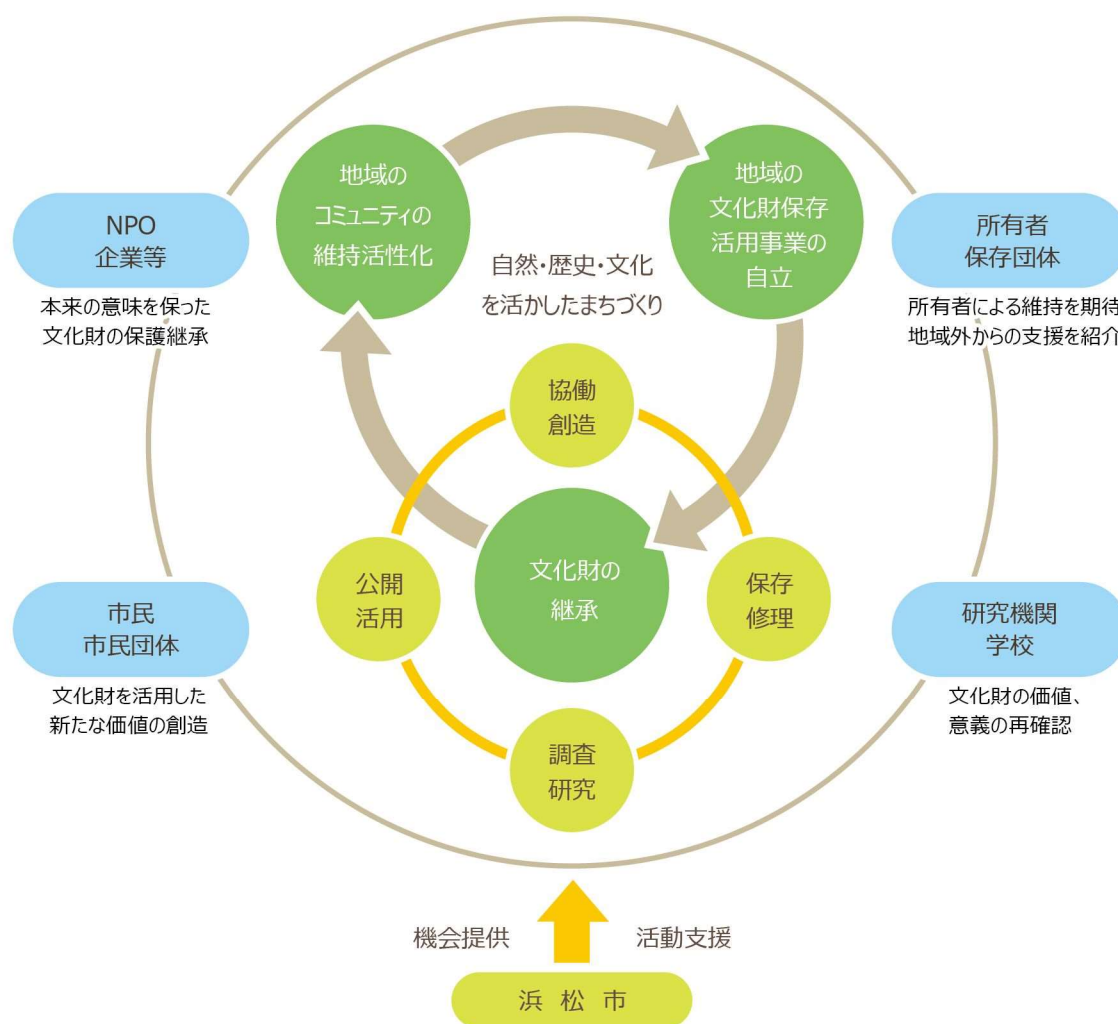 地域の
コミュニティの
維持活性化
地域の
文化財保存
活用事業の
自立
NPO
企業等
本来の意味を保った
文化財の保護継承
自然・歴史・文化
を活かしたまちづくり
所有者
保存団体
所有者による維持を期待
地域外からの支援を紹介
協働
創造
公開
活用
文化財の
継承
保存
修理
市民
市民団体
文化財を活用した
新たな価値の創造
研究機関
学校
文化財の価値、
意義の再確認
調査
研究
機会提供
活動支援
浜松市